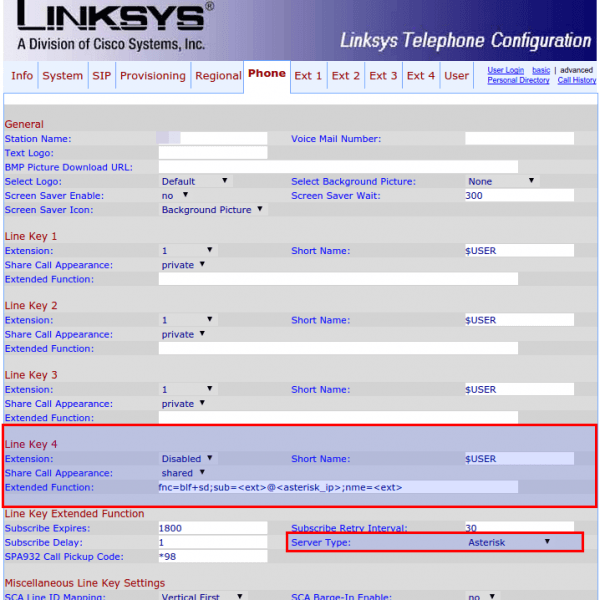 LINKSYS®
A Division of Cisco Systems, Inc.
Linksys Telephone Configuration
Info System SIP Provisioning Regional Phone Ext 1 Ext 2 Ext 3 Ext 4 User
User Login basic | advanced
Personal Directory Call History
General
Station Name: Voice Mail Number:
Text Logo:
BMP Picture Download URL:
Select Logo: Default Select Background Picture: None
Screen Saver Enable: no Screen Saver Wait: 300
Screen Saver Icon: Background Picture
Line Key 1
Extension: 1 Short Name: $USER
Share Call Appearance: private
Extended Function:
Line Key 2
Extension: 1 Short Name: $USER
Share Call Appearance: private
Extended Function:
Line Key 3
Extension: 1 Short Name: $USER
Share Call Appearance: private
Extended Function:
Line Key 4
Extension: Disabled Short Name: $USER
Share Call Appearance: shared
Extended Function: fnc=blf+sd;sub=<ext>@<asterisk_ip>;nme=<ext>
Line Key Extended Function
Subscribe Expires: 1800 Subscribe Retry Interval: 30
Subscribe Delay: 1 Server Type: Asterisk
SPA932 Call Pickup Code: *98
Miscellaneous Line Key Settings
SCA Line ID Mapping: Vertical First SCA Barge-In Enable: no